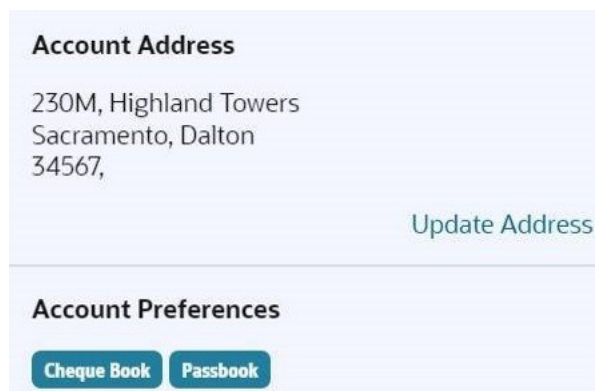 Account Address
230M, Highland Towers
Sacramento, Dalton
34567,
Update Address
Account Preferences
Cheque Book Passbook